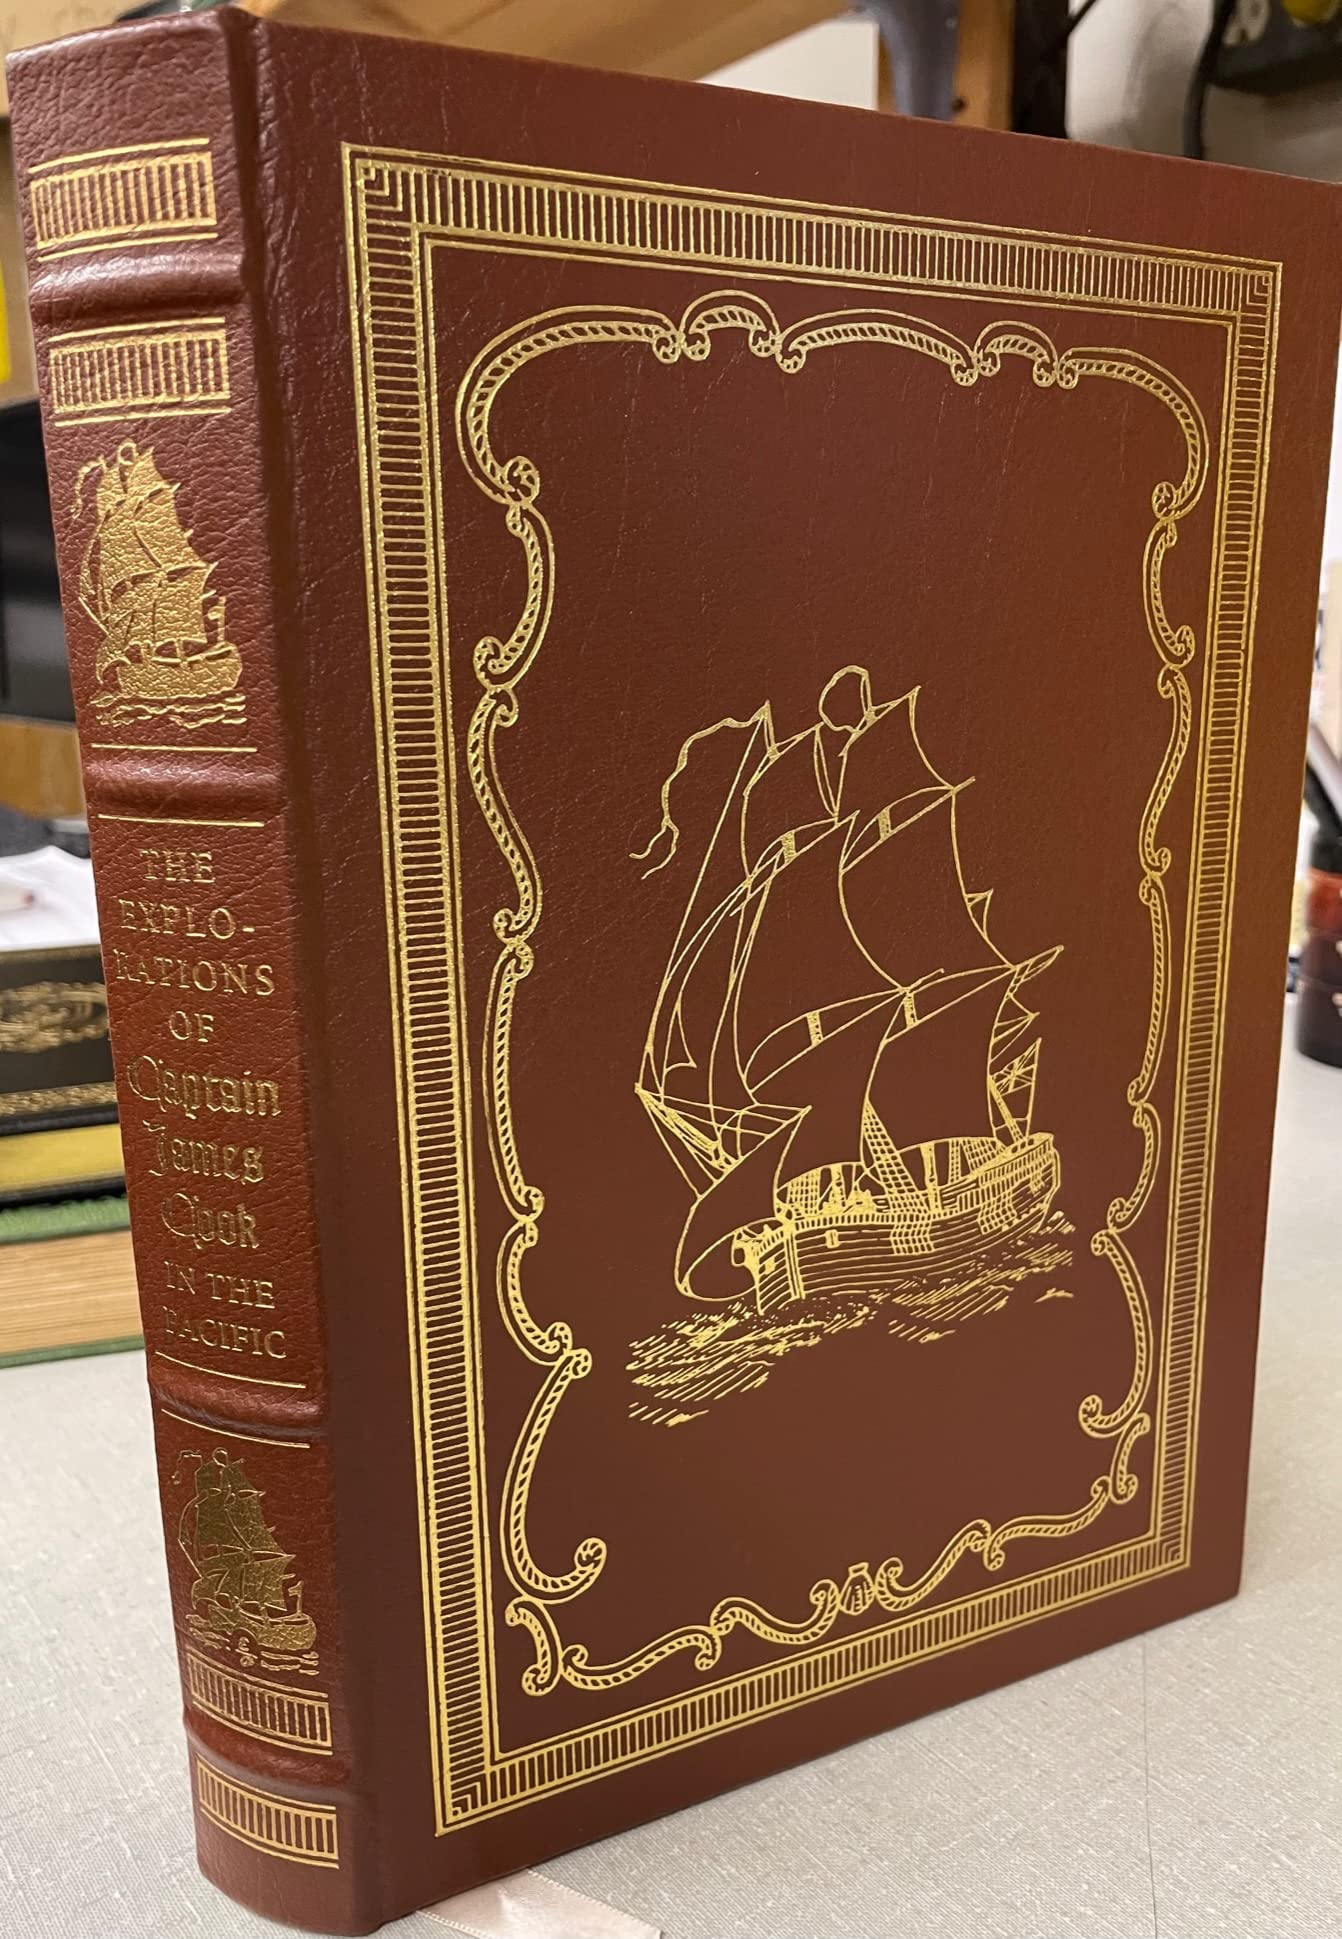 THE
EXPLO-
RATIONS
OF
Captain
James
Cook
IN THE
PACIFIC